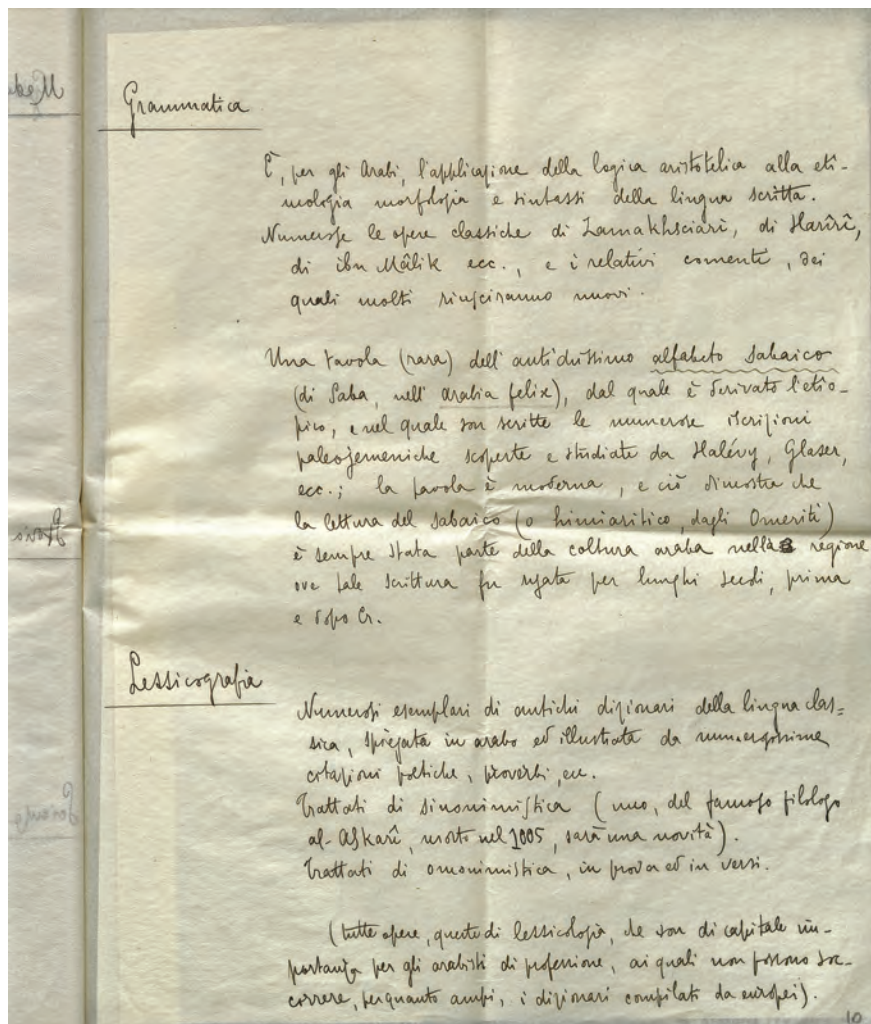 Grammatica
È, per gli Arabi, l'applicazione della logica aristotelica alla eti-
mologia morfologia e sintassi della lingua scritta.
Numerose le opere classiche di Zamakhsciarî, di Harîrî,
di ibn Mâlik ecc., e i relativi comenti, dei
quali molti riusciranno nuovi.
Una tavola (rara) dell'antichissimo alfabeto sabaico
(di Saba, nell'Arabia felix), dal quale è derivato l'etio-
pico, e nel quale son scritte le numerose iscrizioni
paleojemeniche scoperte e studiate da Halévy, Glaser,
ecc.; la tavola è moderna, e ciò dimostra che
la lettura del sabaico (o himiaritico, dagli Omeriti)
è sempre stata parte della coltura araba nella regione
ove tale scrittura fu usata per lunghi secoli, prima
e dopo Cr.
Lessicografia
Numerosi esemplari di antichi dizionari della lingua clas=
sica, spiegata in arabo ed illustrata da numerosissime
citazioni poetiche, proverbi, ecc.
Trattati di sinonimistica (uno, del famoso filologo
al-Askarî, morto nel 1005, sarà una novità).
Trattati di omonimistica, in prosa ed in versi.
(tutte opere, queste di lessicologia, che son di capitale im-
portanza per gli arabisti di professione, ai quali non possono soc-
correre, perquanto ampi, i dizionari compilati da europei).
10